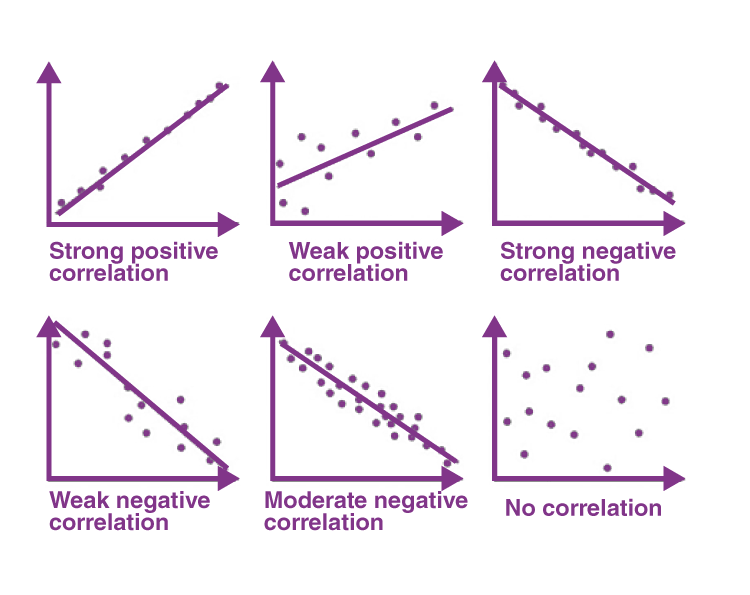 Strong positive
correlation
Weak positive
correlation
Strong negative
correlation
Weak negative
correlation
Moderate negative
correlation
No correlation